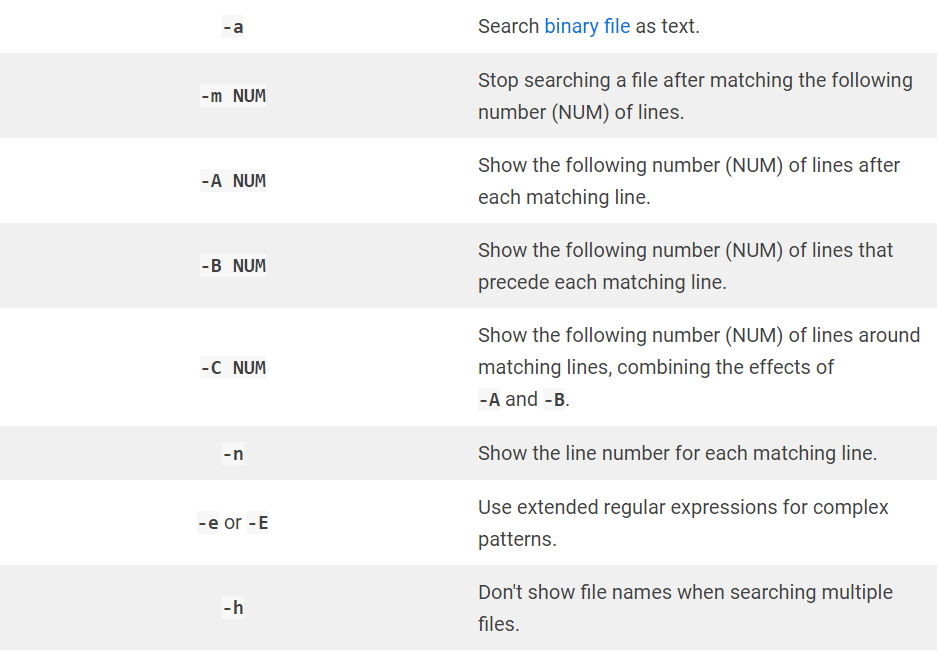 -a
Search binary file as text.
-m NUM
Stop searching a file after matching the following
number (NUM) of lines.
-A NUM
Show the following number (NUM) of lines after
each matching line.
-B NUM
Show the following number (NUM) of lines that
precede each matching line.
-C NUM
Show the following number (NUM) of lines around
matching lines, combining the effects of
-A and -B.
-n
Show the line number for each matching line.
-e or -E
Use extended regular expressions for complex
patterns.
-h
Don't show file names when searching multiple
files.